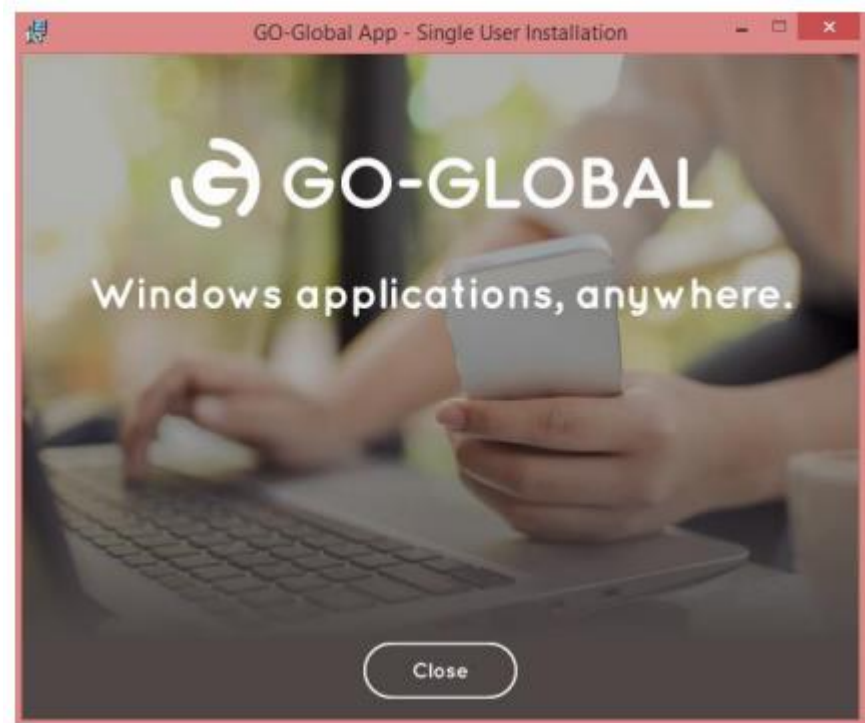 GO-Global App - Single User Installation
GO-GLOBAL
Windows applications, anywhere.
Close